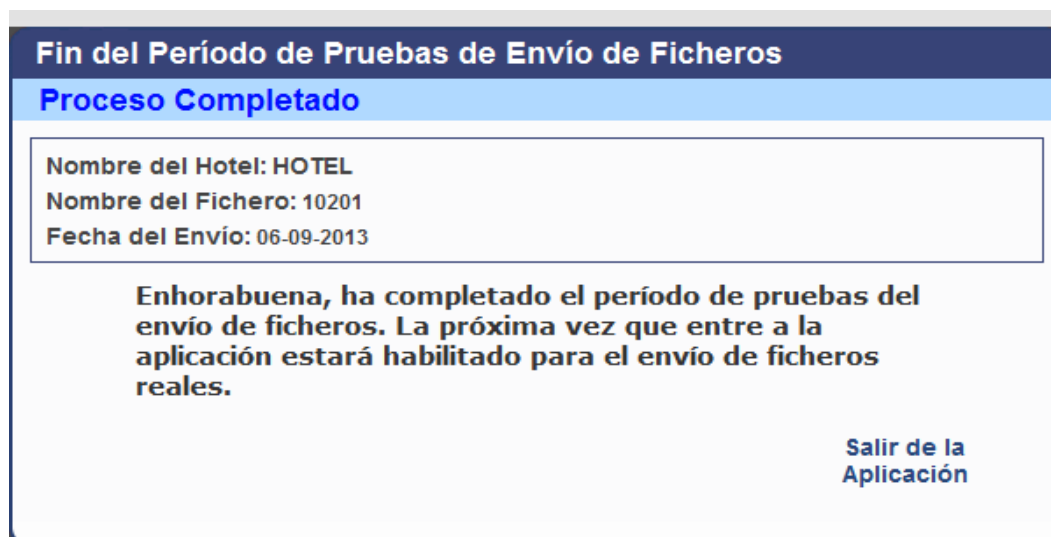 Fin del Período de Pruebas de Envío de Ficheros
Proceso Completado
Nombre del Hotel: HOTEL
Nombre del Fichero: 10201
Fecha del Envío: 06-09-2013
Enhorabuena, ha completado el período de pruebas del
envío de ficheros. La próxima vez que entre a la
aplicación estará habilitado para el envío de ficheros
reales.
Salir de la
Aplicación